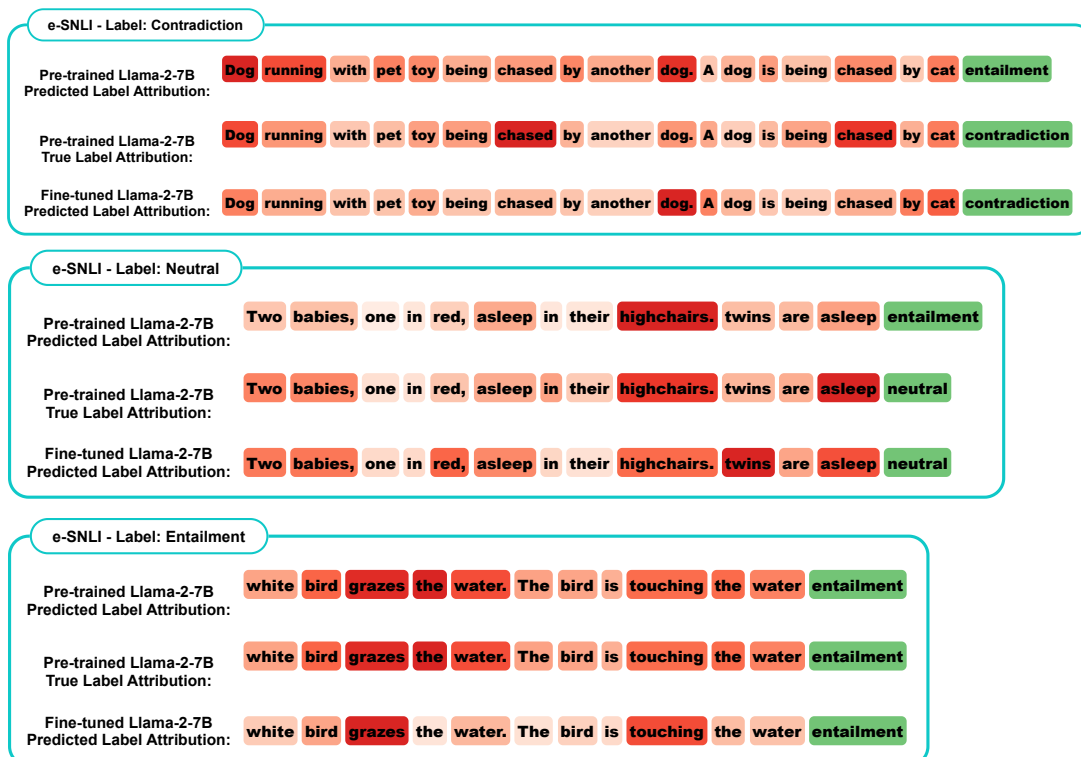 e-SNLI - Label: Contradiction
Pre-trained Llama-2-7B
Predicted Label Attribution:
Dog running with pet toy being chased by another dog. A dog is being chased by cat entailment
Pre-trained Llama-2-7B
True Label Attribution:
Dog running with pet toy being chased by another dog. A dog is being chased by cat contradiction
Fine-tuned Llama-2-7B
Predicted Label Attribution:
Dog running with pet toy being chased by another dog. A dog is being chased by cat contradiction
e-SNLI - Label: Neutral
Pre-trained Llama-2-7B
Predicted Label Attribution:
Two babies, one in red, asleep in their highchairs. twins are asleep entailment
Pre-trained Llama-2-7B
True Label Attribution:
Two babies, one in red, asleep in their highchairs. twins are asleep neutral
Fine-tuned Llama-2-7B
Predicted Label Attribution:
Two babies, one in red, asleep in their highchairs. twins are asleep neutral
e-SNLI - Label: Entailment
Pre-trained Llama-2-7B
Predicted Label Attribution:
white bird grazes the water. The bird is touching the water entailment
Pre-trained Llama-2-7B
True Label Attribution:
white bird grazes the water. The bird is touching the water entailment
Fine-tuned Llama-2-7B
Predicted Label Attribution:
white bird grazes the water. The bird is touching the water entailment